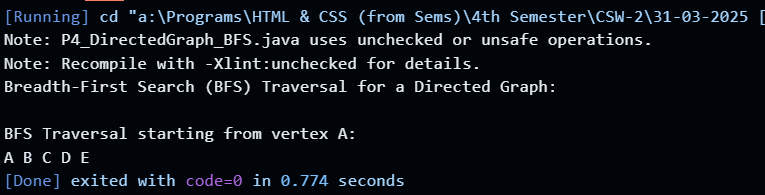 [Running] cd "a:\Programs\HTML & CSS (from Sems)\4th Semester\CSW-2\31-03-2025 [
Note: P4_DirectedGraph_BFS.java uses unchecked or unsafe operations.
Note: Recompile with -Xlint:unchecked for details.
Breadth-First Search (BFS) Traversal for a Directed Graph:
BFS Traversal starting from vertex A:
A B C D E
[Done] exited with code=0 in 0.774 seconds